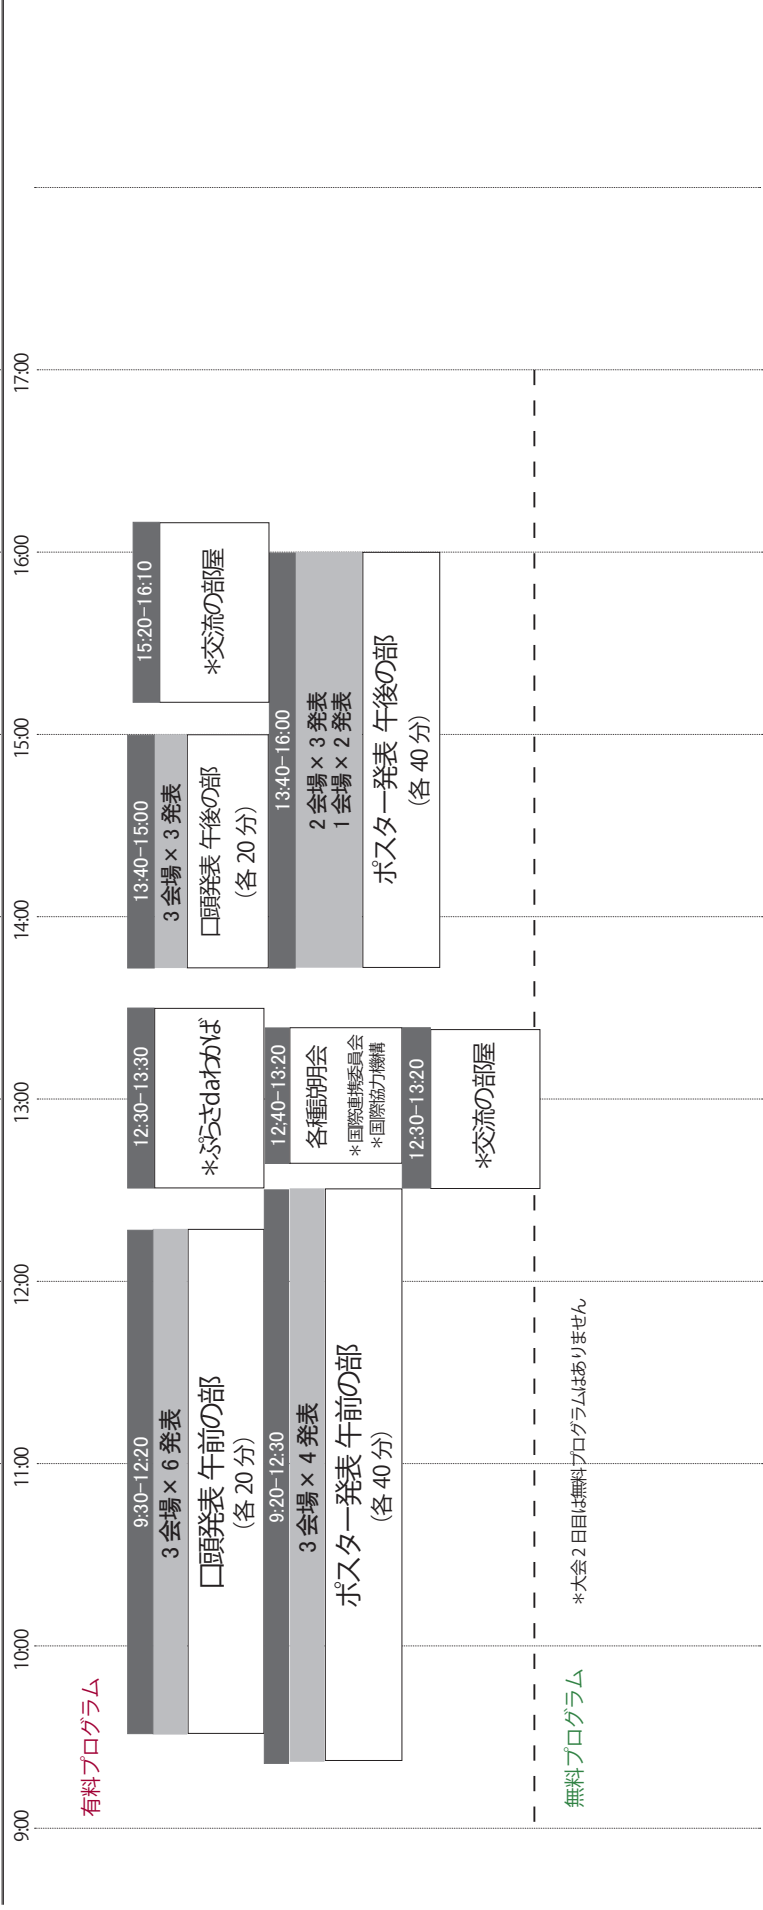 9:00
10:00
11:00
12:00
13:00
14:00
15:00
16:00
17:00
有料プログラム
9:30-12:20
3 会場 × 6 発表
口頭発表 午前の部
（各 20 分）
9:20-12:30
3 会場 × 4 発表
ポスター発表 午前の部
（各 40 分）
12:30-13:30
＊ぷらさdaわかば
12:40-13:20
各種説明会
＊国際連携委員会
＊国際協力機構
12:30-13:20
＊交流の部屋
13:40-15:00
3 会場 × 3 発表
口頭発表 午後の部
（各 20 分）
15:20-16:10
＊交流の部屋
13:40-16:00
2 会場 × 3 発表
1 会場 × 2 発表
ポスター発表 午後の部
（各 40 分）
無料プログラム
＊大会 2 日目は無料プログラムはありません